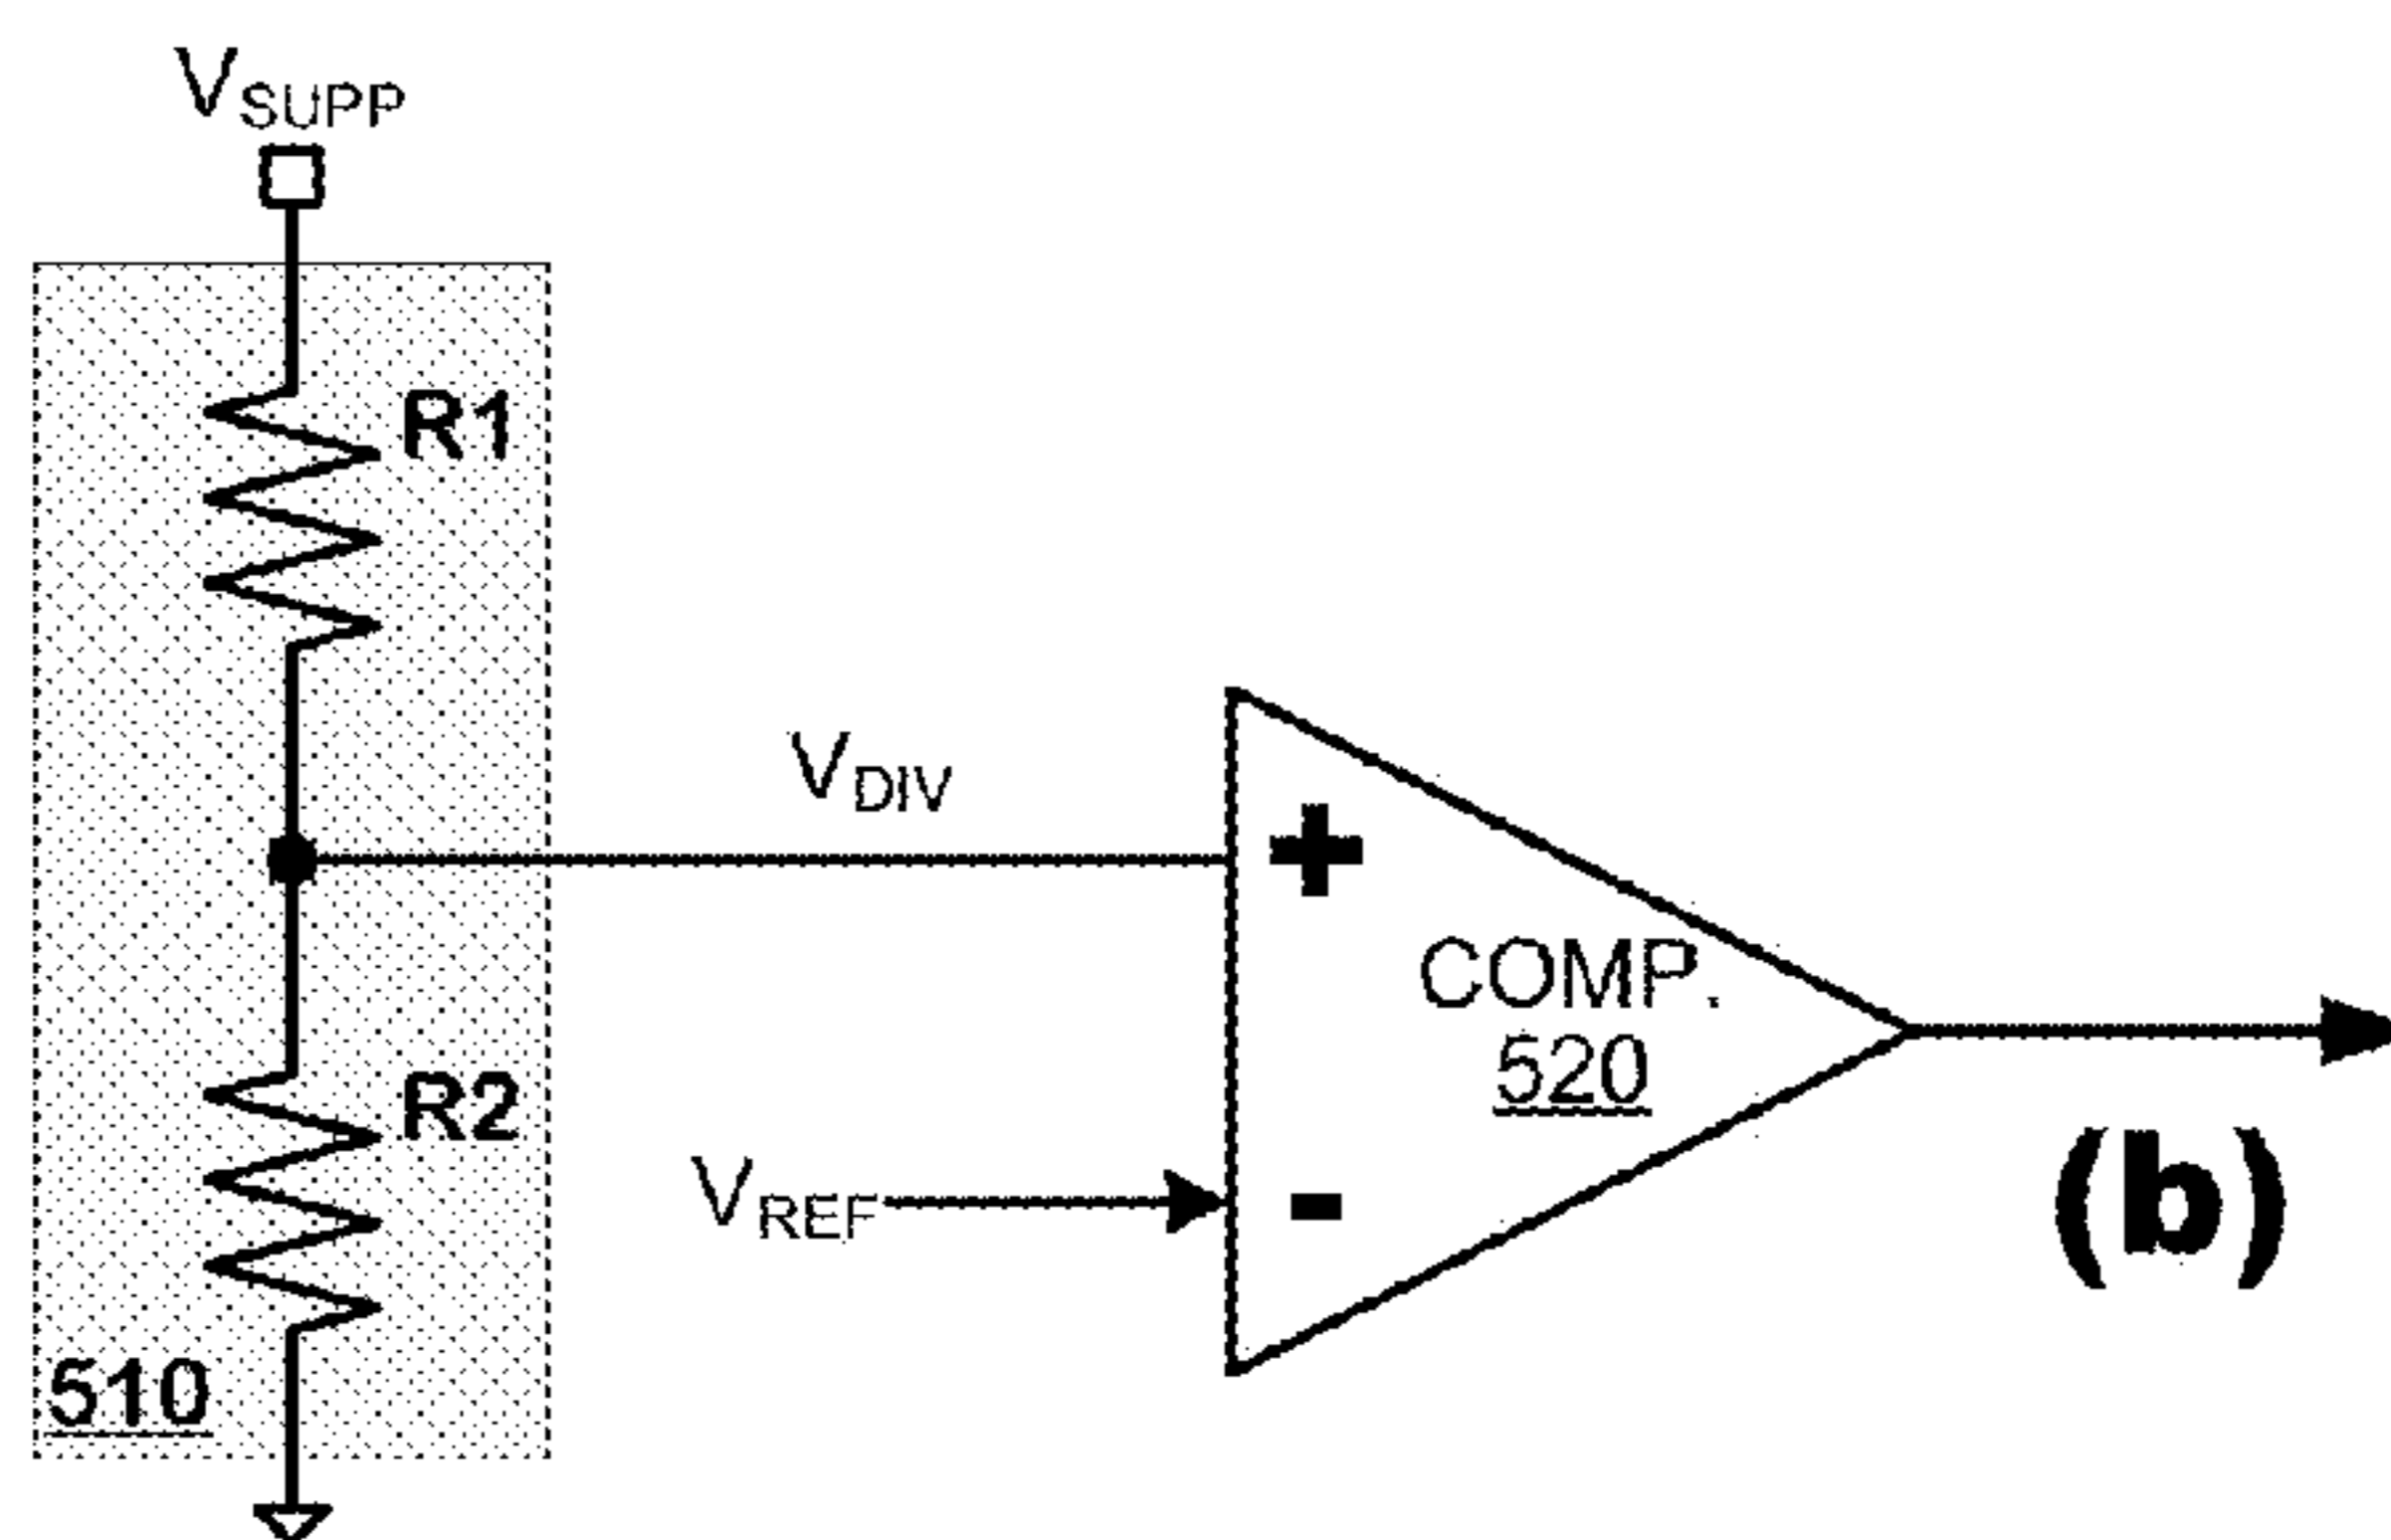 VSUPP
R1
VDIV
+
COMP.
520
R2
VREF
-
(b)
510